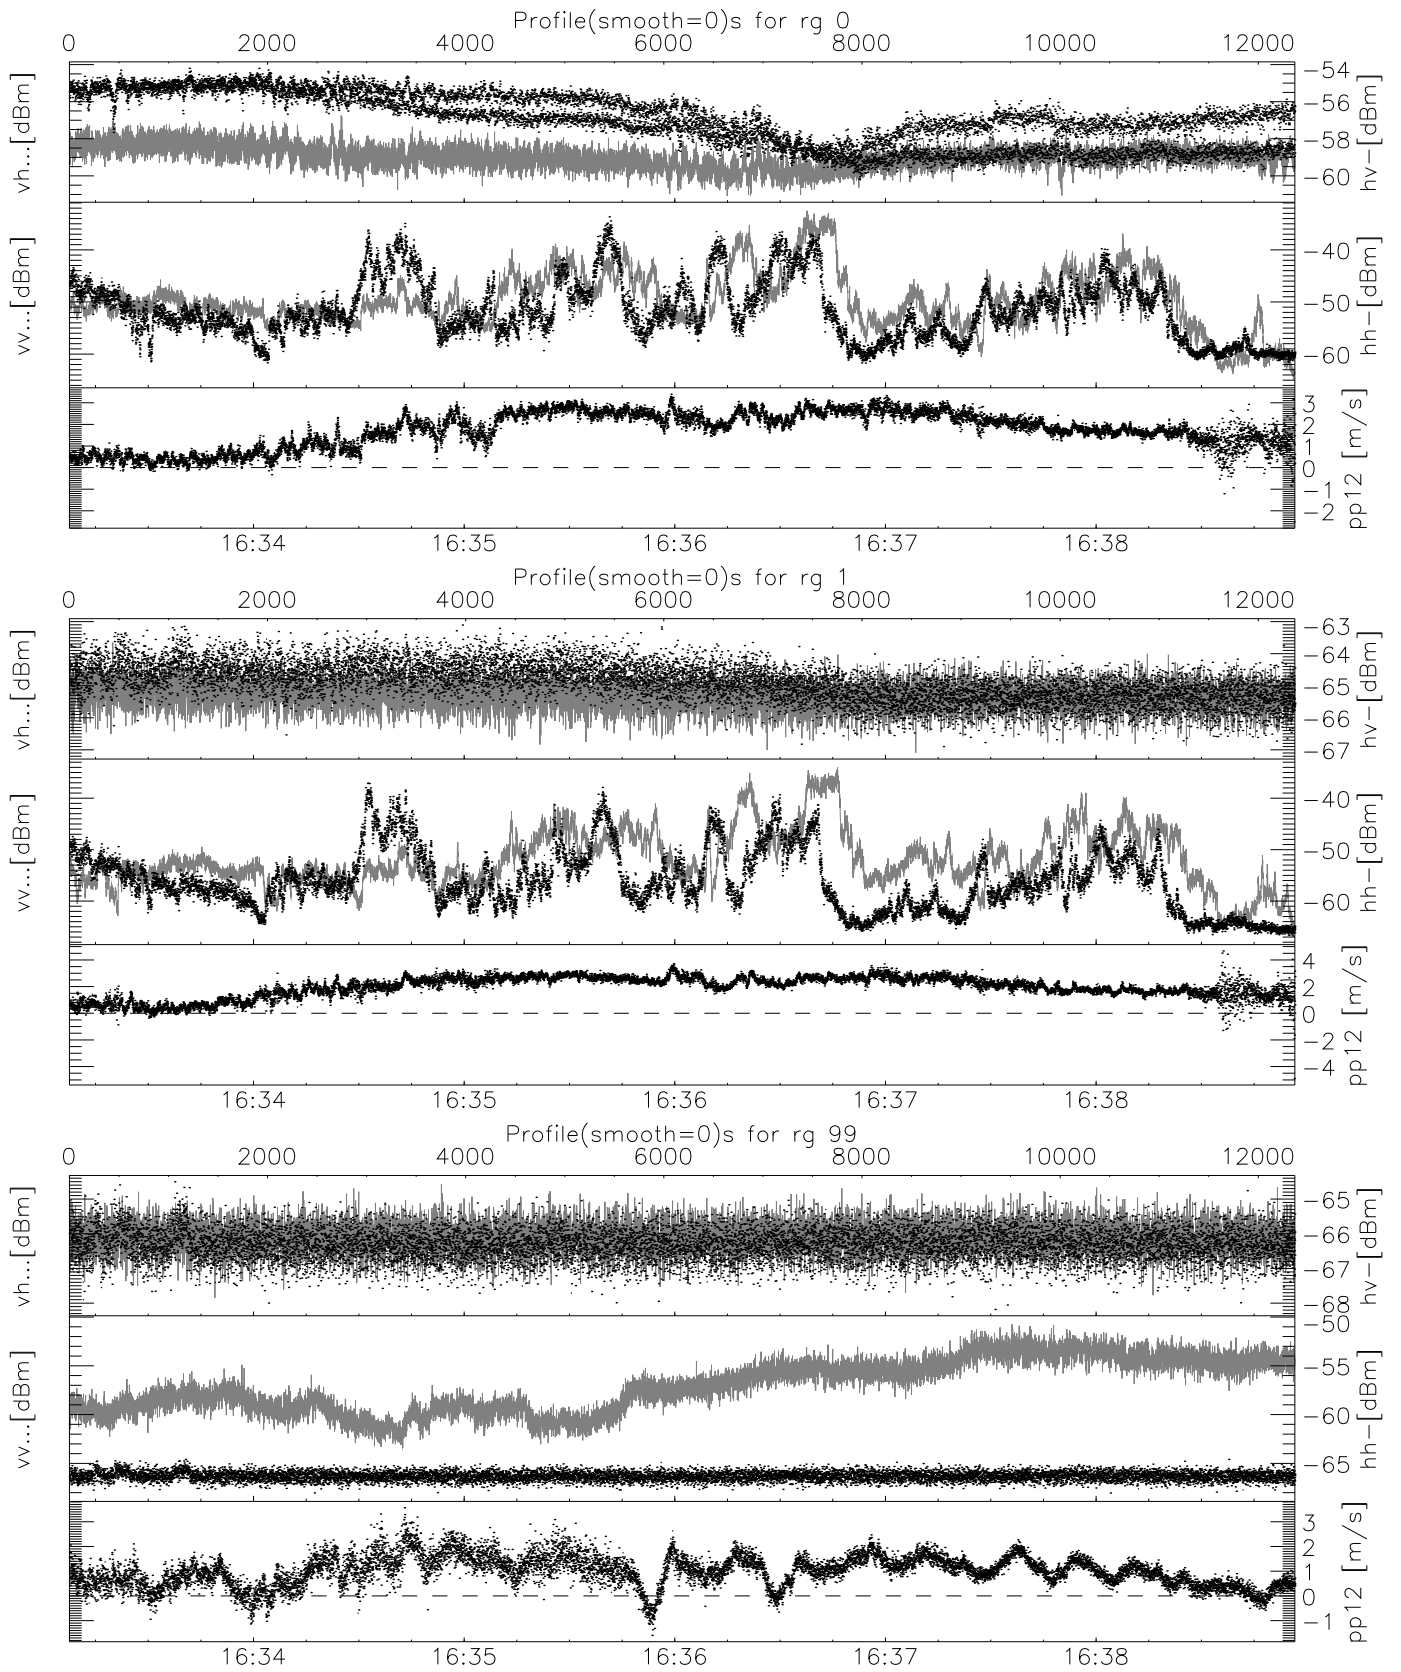 Profile(smooth=0)s for rg 0
0 2000 4000 6000 8000 10000 12000
vh...[dBm]
-54
-56
-58
-60
hv-[dBm]
vv...[dBm]
-40
-50
-60
hh-[dBm]
3
2
1
0
-1
-2
pp12 [m/s]
16:34 16:35 16:36 16:37 16:38
Profile(smooth=0)s for rg 1
0 2000 4000 6000 8000 10000 12000
vh...[dBm]
-63
-64
-65
-66
-67
hv-[dBm]
vv...[dBm]
-40
-50
-60
hh-[dBm]
4
2
0
-2
-4
pp12 [m/s]
16:34 16:35 16:36 16:37 16:38
Profile(smooth=0)s for rg 99
0 2000 4000 6000 8000 10000 12000
vh...[dBm]
-65
-66
-67
-68
hv-[dBm]
vv...[dBm]
-50
-55
-60
-65
hh-[dBm]
3
2
1
0
-1
pp12 [m/s]
16:34 16:35 16:36 16:37 16:38